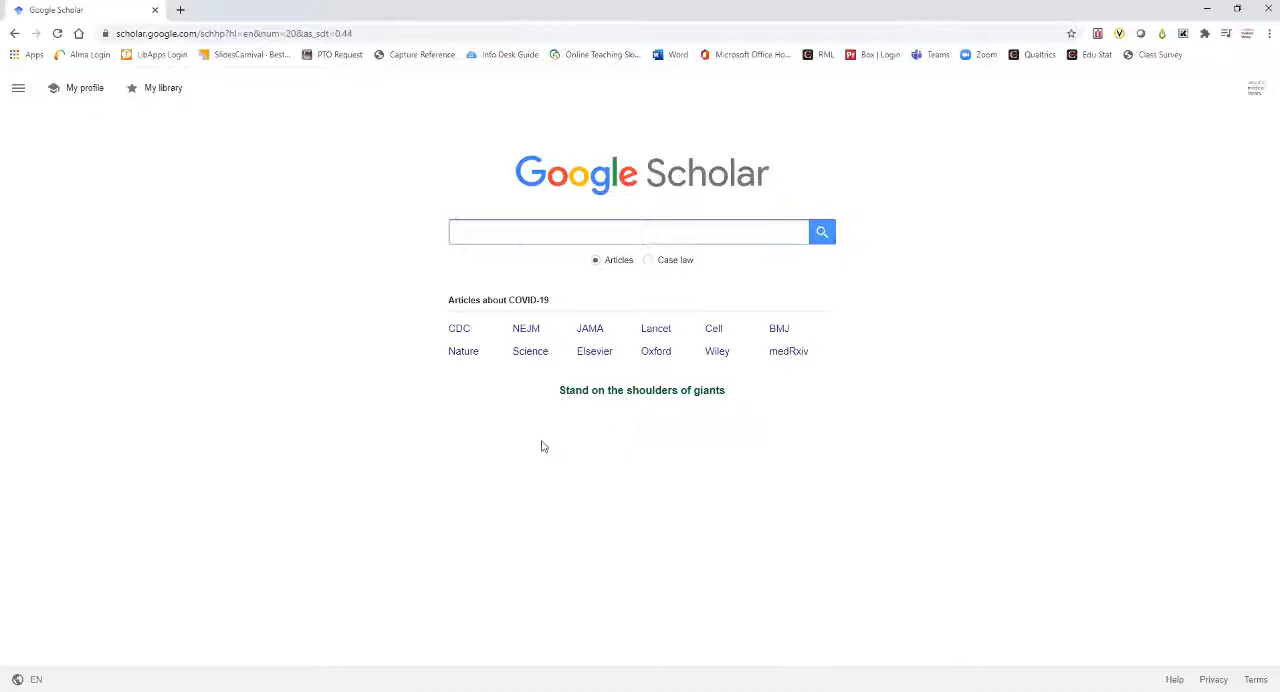 Google Scholar
scholar.google.com/schhp?hl=en&num=20&as_sdt=0.44
Apps Alma Login LibApps Login SlidesCarnival - Best... PTO Request Capture Reference Info Desk Guide Online Teaching Ski... Word Microsoft Office Ho... RML Box | Login Teams Zoom Qualtrics Edu Stat Class Survey
My profile My library
Google Scholar
Articles Case law
Articles about COVID-19
CDC NEJM JAMA Lancet Cell BMJ
Nature Science Elsevier Oxford Wiley medRxiv
Stand on the shoulders of giants
EN Help Privacy Terms